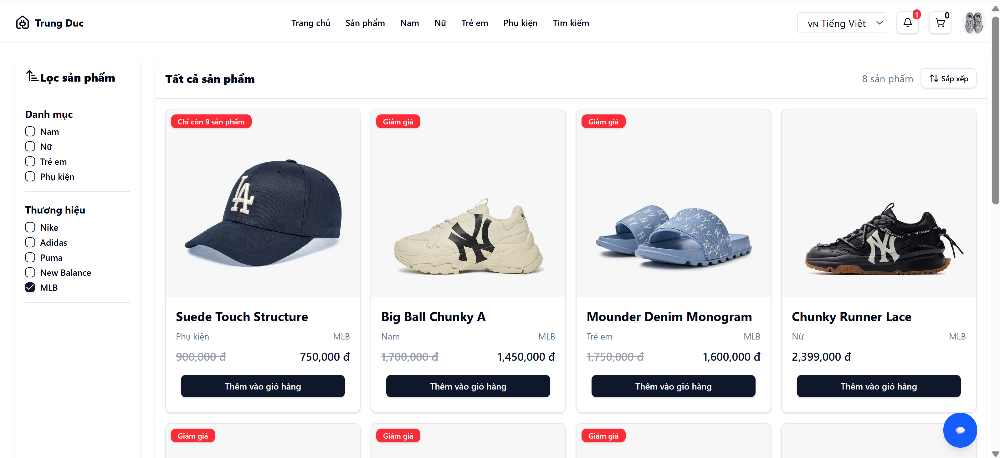 Trung Duc
Trang chủ Sản phẩm Nam Nữ Trẻ em Phụ kiện Tìm kiếm
VN Tiếng Việt
1
0
Lọc sản phẩm
Danh mục
Nam
Nữ
Trẻ em
Phụ kiện
Thương hiệu
Nike
Adidas
Puma
New Balance
MLB
Tất cả sản phẩm
8 sản phẩm
Sắp xếp
Chỉ còn 9 sản phẩm
LA
Suede Touch Structure
Phụ kiện MLB
900,000 đ 750,000 đ
Thêm vào giỏ hàng
Giảm giá
NY
Big Ball Chunky A
Nam MLB
1,700,000 đ 1,450,000 đ
Thêm vào giỏ hàng
Giảm giá
NY
Mounder Denim Monogram
Trẻ em MLB
1,750,000 đ 1,600,000 đ
Thêm vào giỏ hàng
NY
MLB
Chunky Runner Lace
Nữ MLB
2,399,000 đ
Thêm vào giỏ hàng
Giảm giá
Giảm giá
Giảm giá